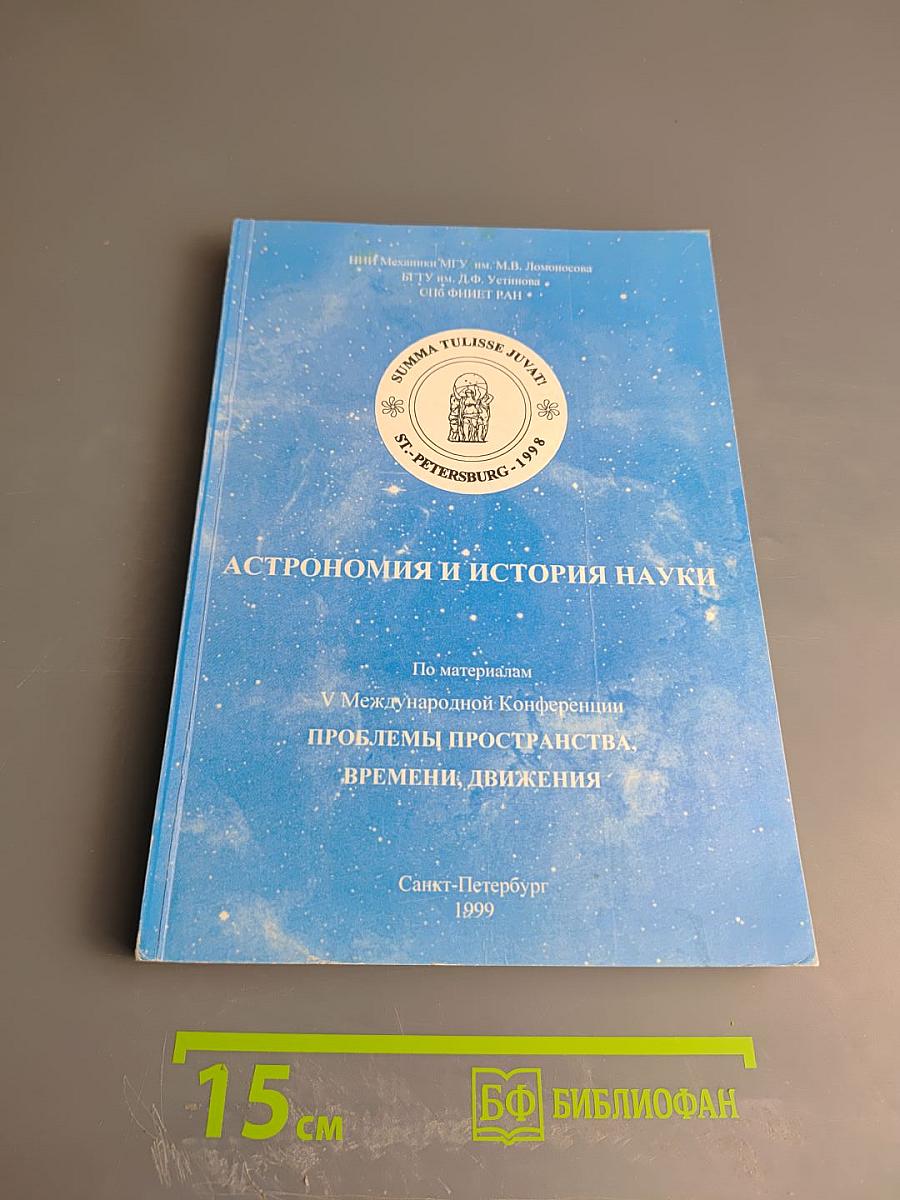 НИИ Механики МГУ им. М.В. Ломоносова
БГТУ им. Д.Ф. Устинова
СПб ФНИЕТ РАН
SUMMA TULISSE JUVAT!
ST.-PETERSBURG-1998
АСТРОНОМИЯ И ИСТОРИЯ НАУКИ
По материалам
V Международной Конференции
ПРОБЛЕМЫ ПРОСТРАНСТВА,
ВРЕМЕНИ, ДВИЖЕНИЯ
Санкт-Петербург
1999
15 см
БФ БИБЛИОФАН